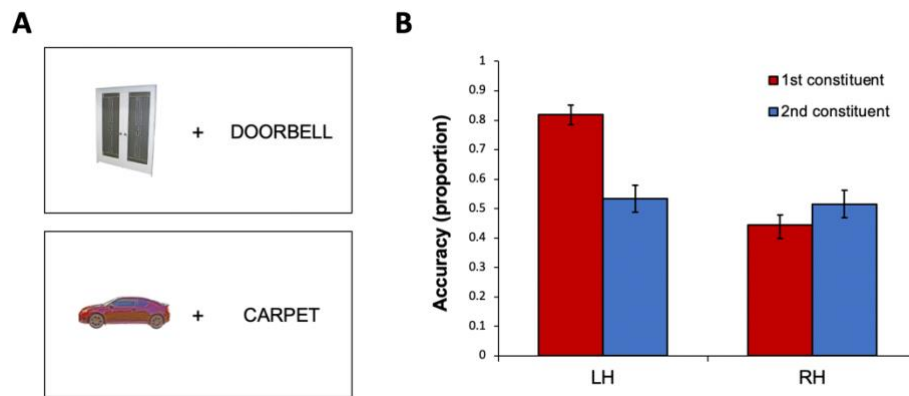 A
+ DOORBELL
+ CARPET
B
Accuracy (proportion)
1
0.9
0.8
0.7
0.6
0.5
0.4
0.3
0.2
0.1
0
1st constituent
2nd constituent
LH RH